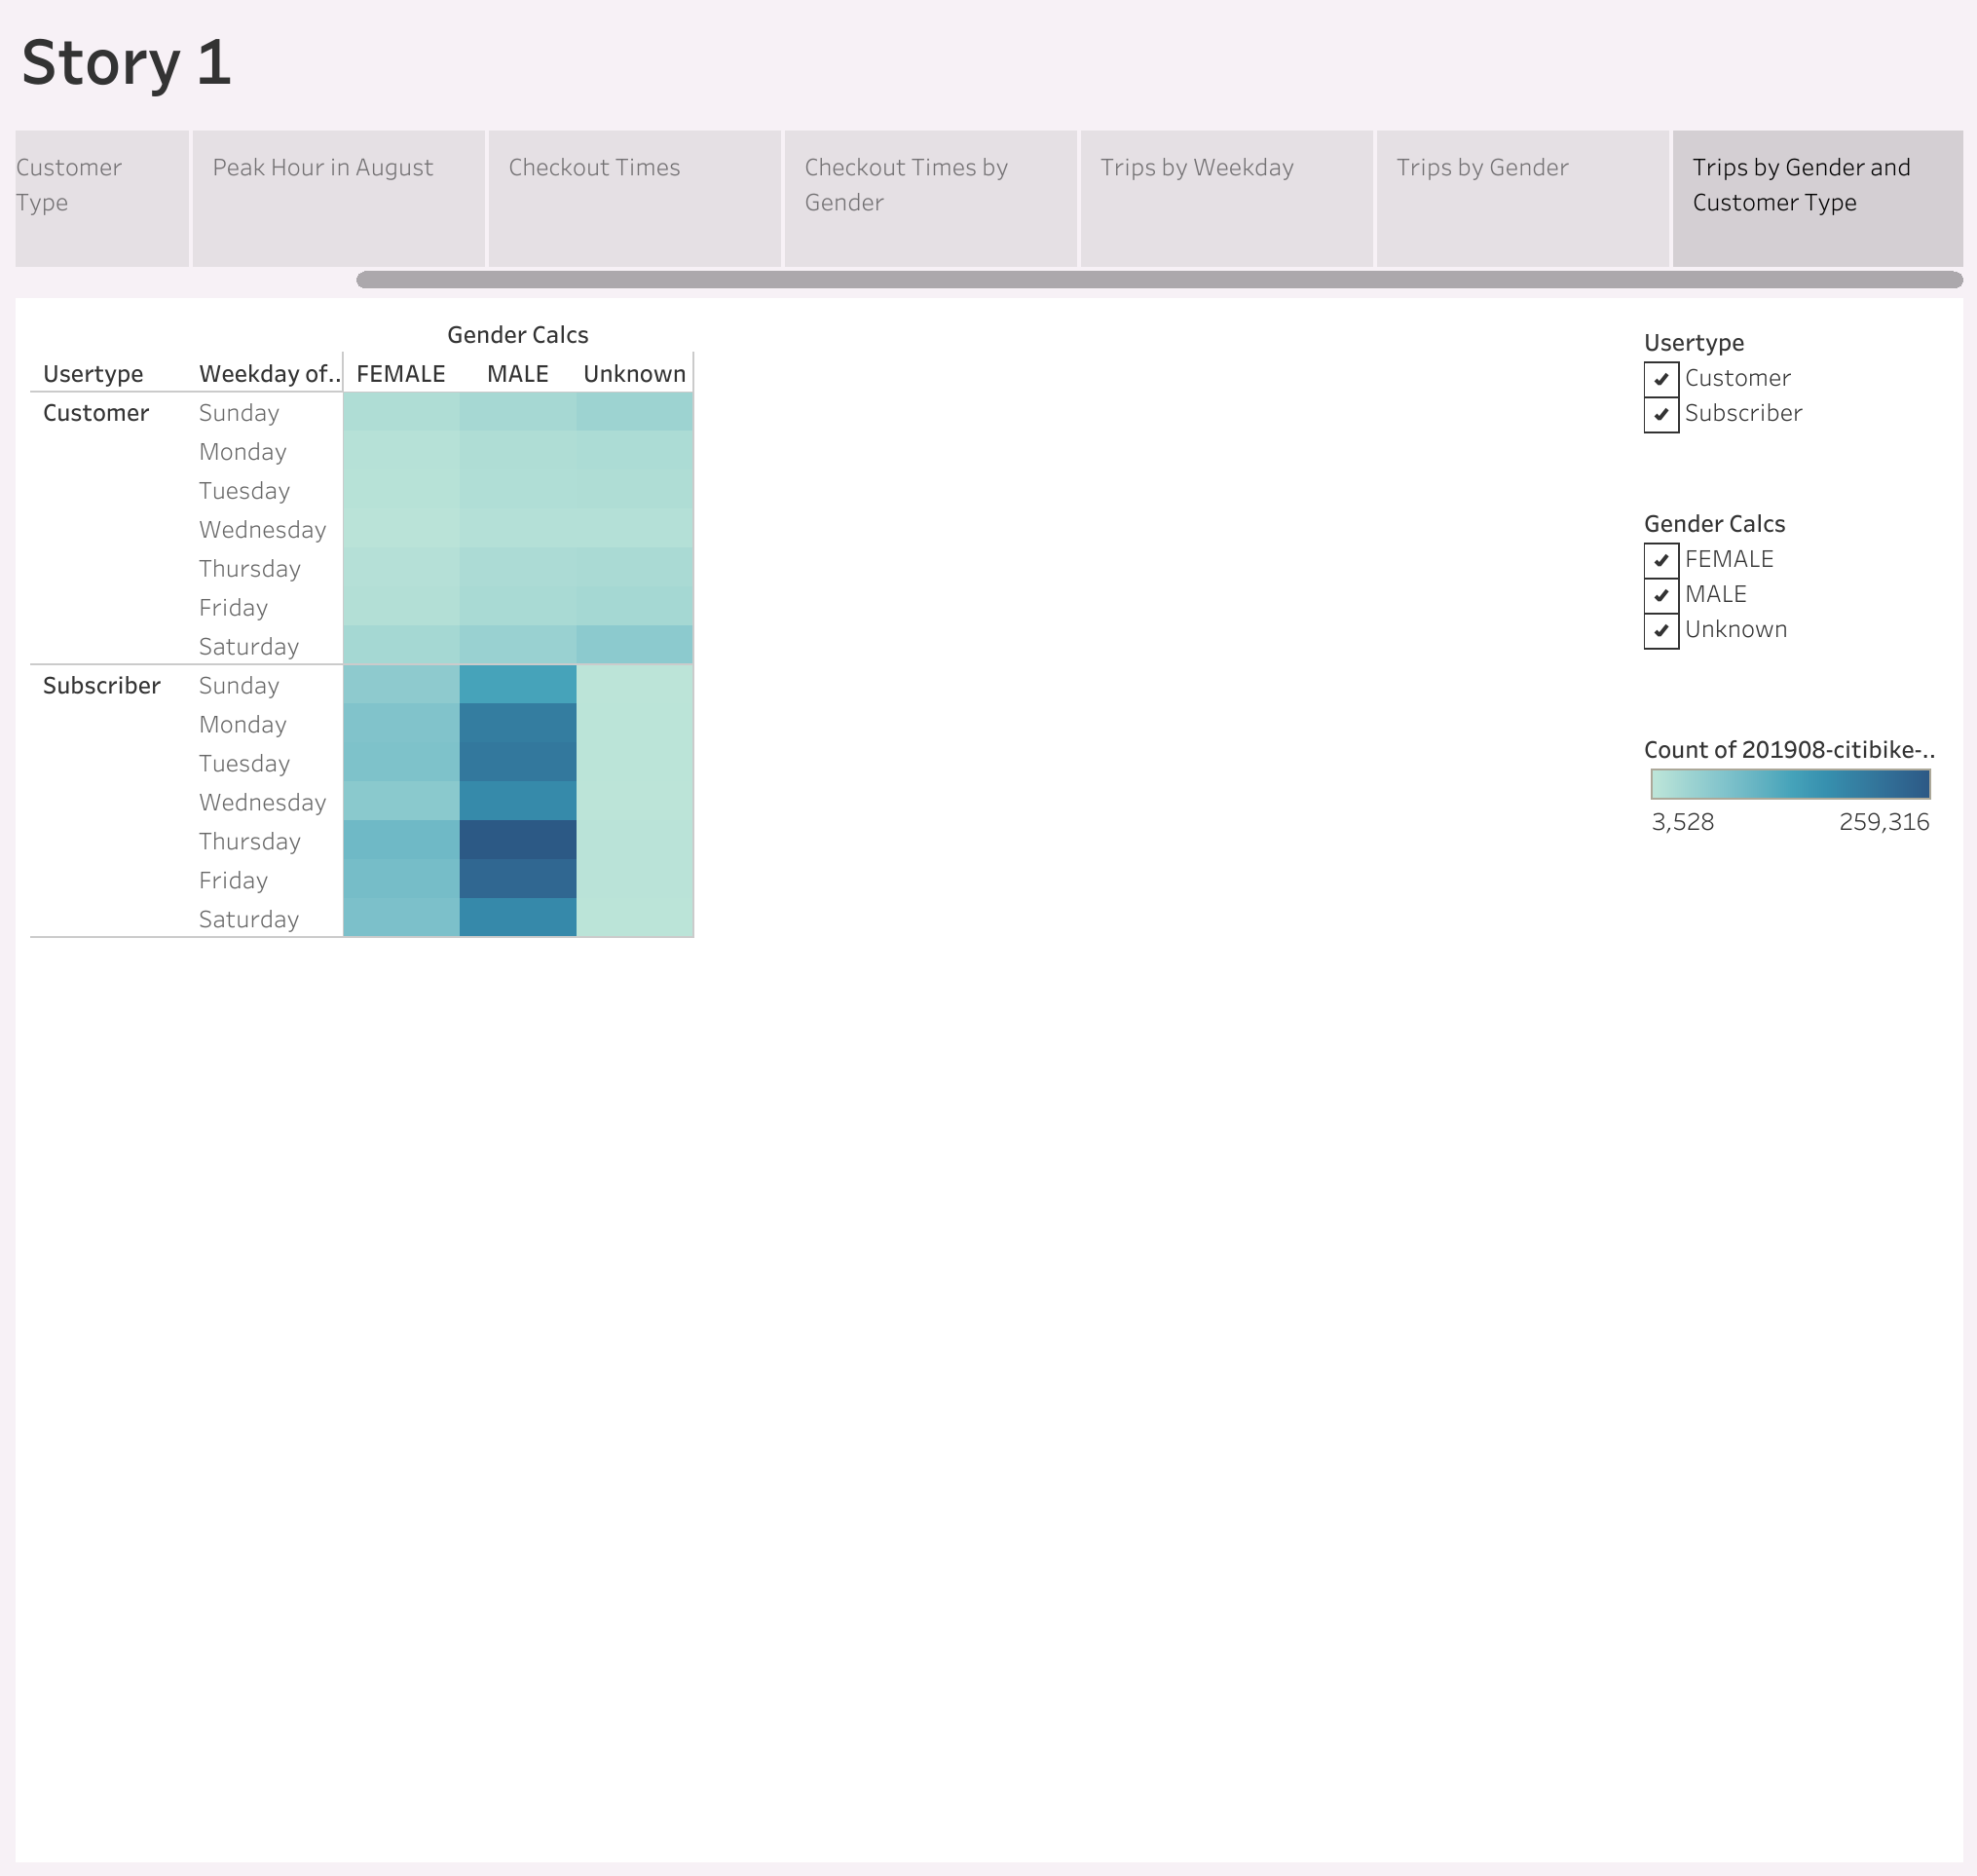 Story 1
Customer
Type
Peak Hour in August
Checkout Times
Checkout Times by
Gender
Trips by Weekday
Trips by Gender
Trips by Gender and
Customer Type
Gender Calcs
Usertype Weekday of.. FEMALE MALE Unknown
Customer Sunday
Monday
Tuesday
Wednesday
Thursday
Friday
Saturday
Subscriber Sunday
Monday
Tuesday
Wednesday
Thursday
Friday
Saturday
Usertype
Customer
Subscriber
Gender Calcs
FEMALE
MALE
Unknown
Count of 201908-citibike-..
3,528 259,316